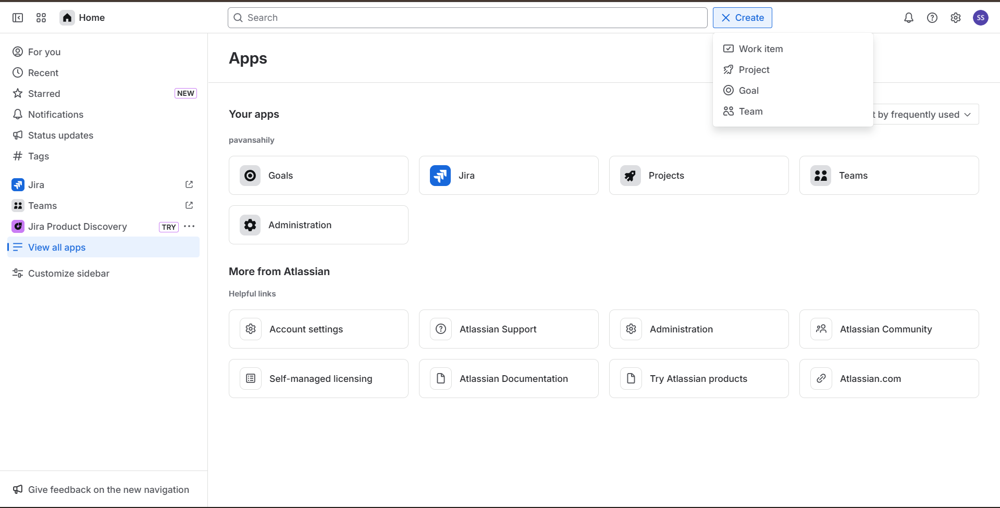 Home
Search
Create
SS
For you
Recent
Starred
NEW
Notifications
Status updates
Tags
Jira
Teams
Jira Product Discovery
TRY
View all apps
Customize sidebar
Give feedback on the new navigation
Work item
Project
Goal
Team
Apps
Your apps
t by frequently used
pavansahily
Goals
Jira
Projects
Teams
Administration
More from Atlassian
Helpful links
Account settings
Atlassian Support
Administration
Atlassian Community
Self-managed licensing
Atlassian Documentation
Try Atlassian products
Atlassian.com